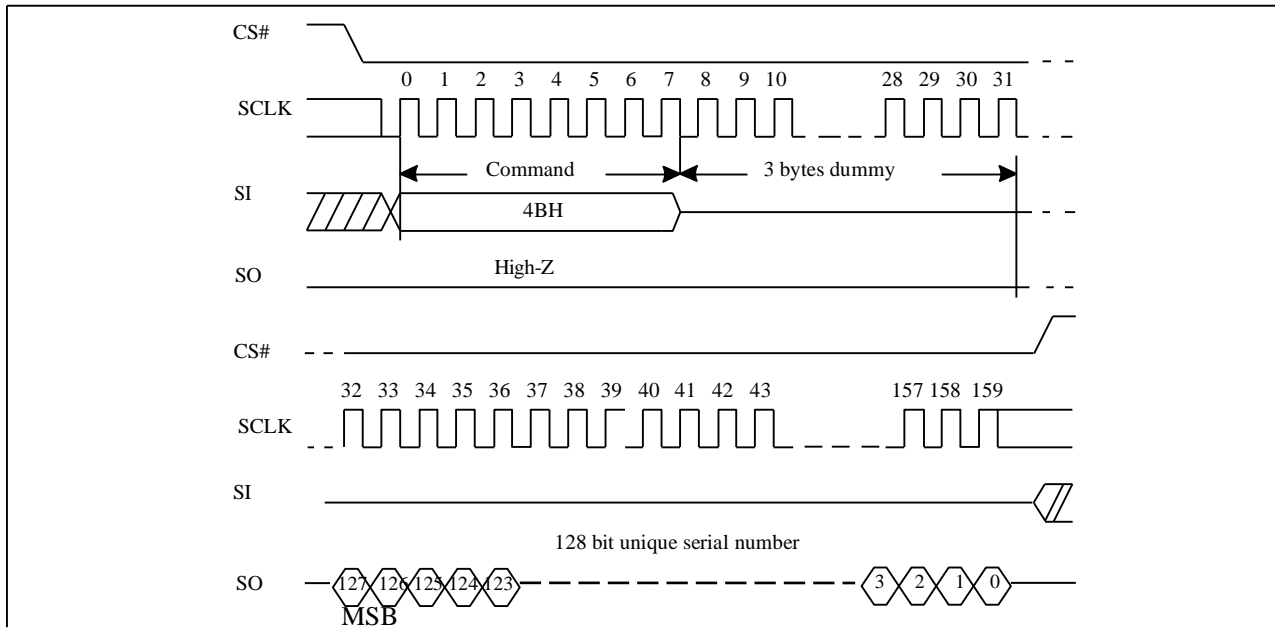 CS#
0 1 2 3 4 5 6 7 8 9 10 28 29 30 31
SCLK
Command 3 bytes dummy
SI
4BH
High-Z
SO
CS#
32 33 34 35 36 37 38 39 40 41 42 43 157 158 159
SCLK
SI
128 bit unique serial number
SO 127 126 125 124 123 3 2 1 0
MSB